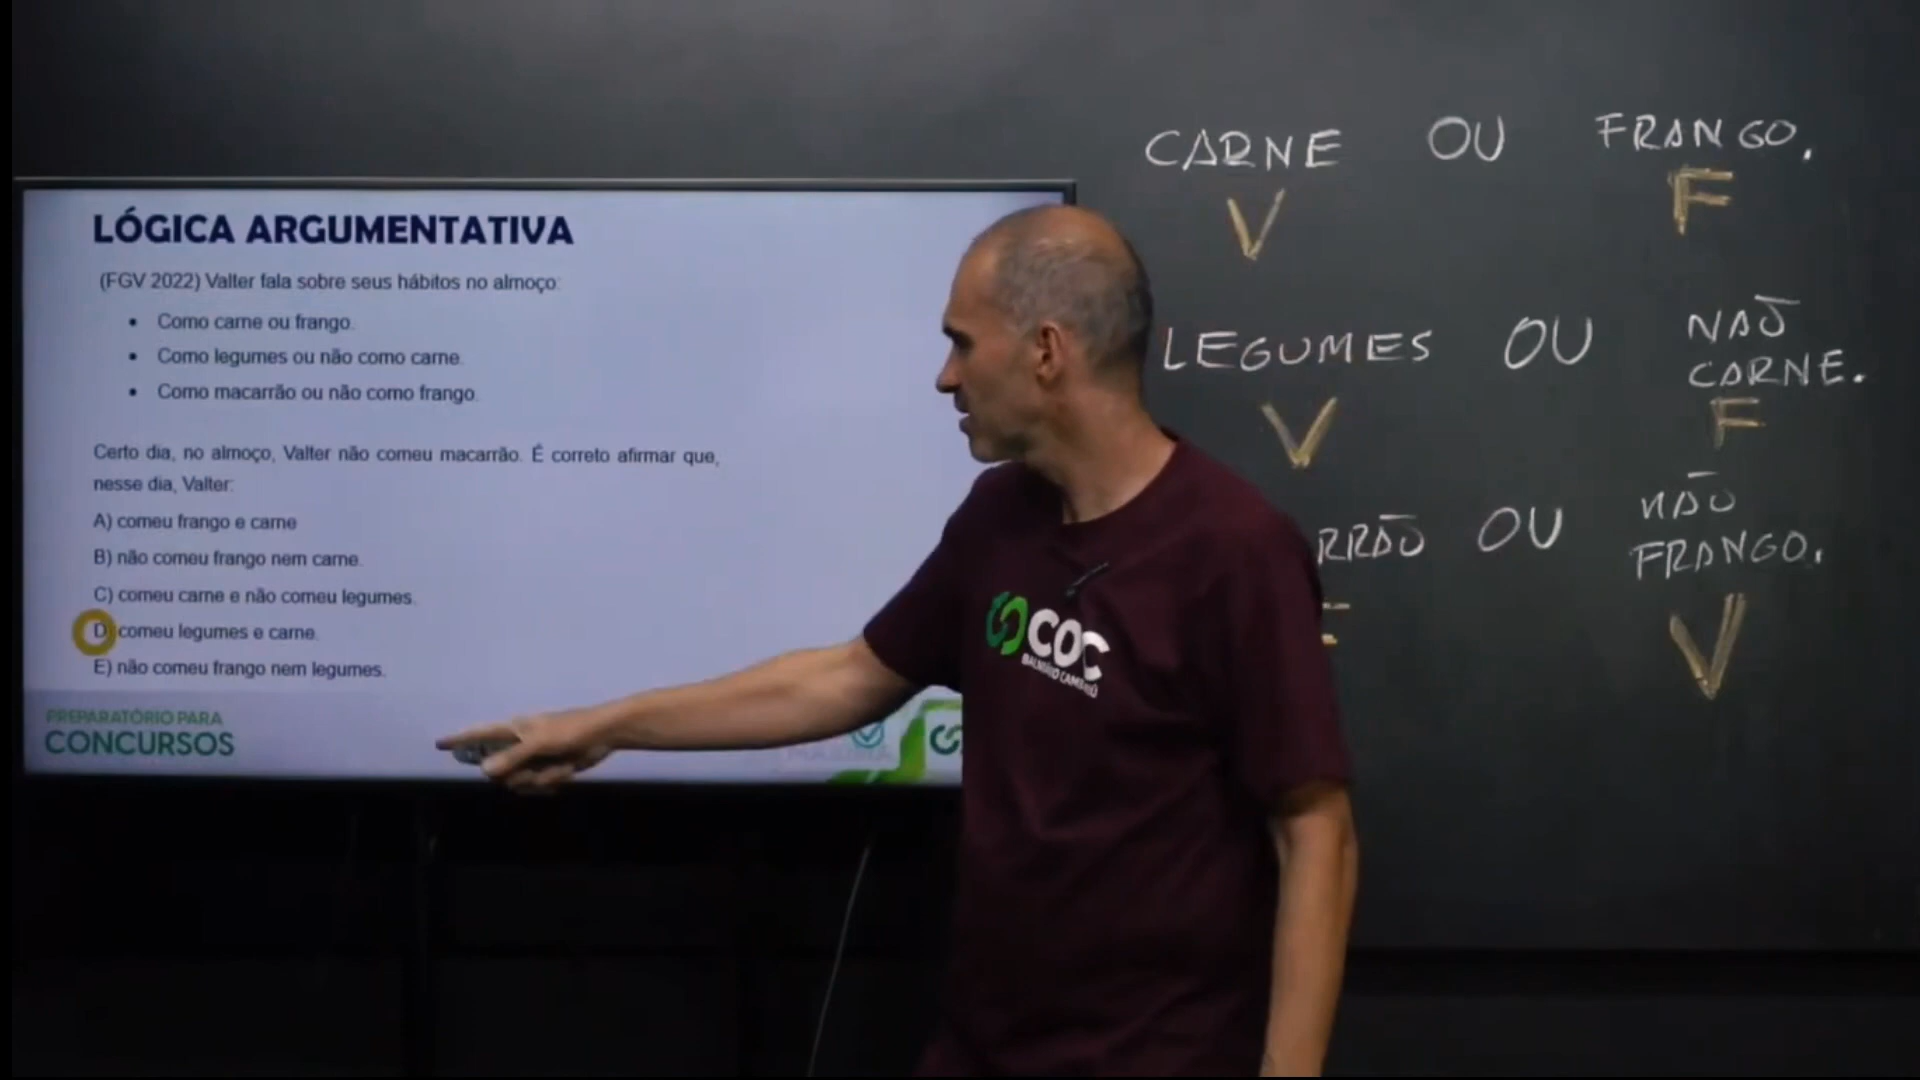 LÓGICA ARGUMENTATIVA
(FGV 2022) Valter fala sobre seus hábitos no almoço:
• Como carne ou frango.
• Como legumes ou não como carne.
• Como macarrão ou não como frango.
Certo dia, no almoço, Valter não comeu macarrão. É correto afirmar que,
nesse dia, Valter:
A) comeu frango e carne
B) não comeu frango nem carne.
C) comeu carne e não comeu legumes.
D) comeu legumes e carne.
E) não comeu frango nem legumes.
PREPARATÓRIO PARA
CONCURSOS
CARNE OU FRANGO.
V F
LEGUMES OU NÃO
CARNE.
V F
RRÃO OU NÃO
FRANGO.
V
COC
BALNEÁRIO CAMBORIÚ